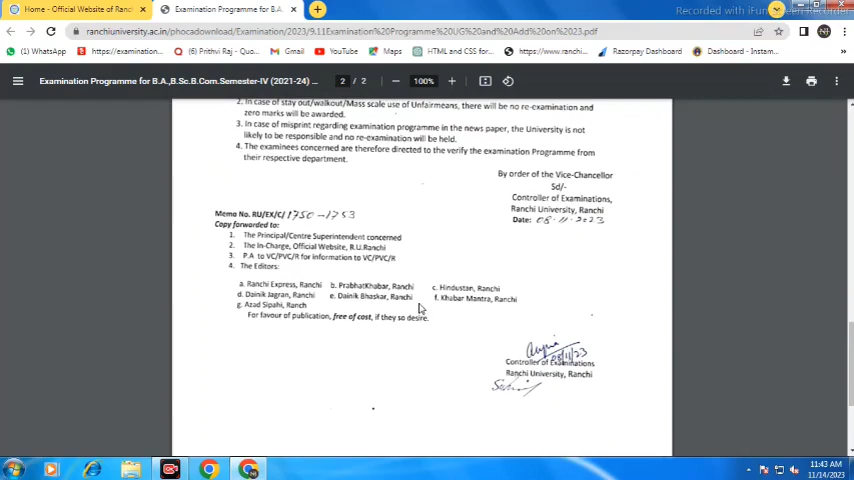 Home - Official Website of Ranc
Examination Programme for B.A.
Recorded with iFun Screen Recorder
ranchiuniversity.ac.in/phocadownload/Examination/2023/9.11Examination%20Programme%20UG%20and%20Add%20on%202023.pdf
(1) WhatsApp
https://examination...
Q (6) Prithvi Raj - Quo...
Gmail
YouTube
Maps
HTML and CSS for...
https://www.ranchi...
Razorpay Dashboard
Dashboard - Instam...
Examination Programme for B.A.,B.Sc.B.Com.Semester-IV (2021-24) ...
2 / 2
100%
2. In case of stay out/walkout/Mass scale use of Unfairmeans, there will be no re-examination and
zero marks will be awarded.
3. In case of misprint regarding examination programme in the news paper, the University is not
likely to be responsible and no re-examination will be held.
4. The examinees concerned are therefore directed to the verify the examination Programme from
their respective department.
By order of the Vice-Chancellor
Sd/-
Controller of Examinations,
Ranchi University, Ranchi
Date: 08-11-2023
Memo No. RU/EX/C/ 1750-1753
Copy forwarded to:
1. The Principal/Centre Superintendent concerned
2. The In-Charge, Official Website, R.U.Ranchi
3. P.A to VC/PVC/R for information to VC/PVC/R
4. The Editors:
a. Ranchi Express, Ranchi b. PrabhatKhabar, Ranchi c. Hindustan, Ranchi
d. Dainik Jagran, Ranchi e. Dainik Bhaskar, Ranchi f. Khabar Mantra, Ranchi
g. Azad Sipahi, Ranch
For favour of publication, free of cost, if they so desire.
08/11/23
Controller of Examinations
Ranchi University, Ranchi
11:43 AM
11/14/2023